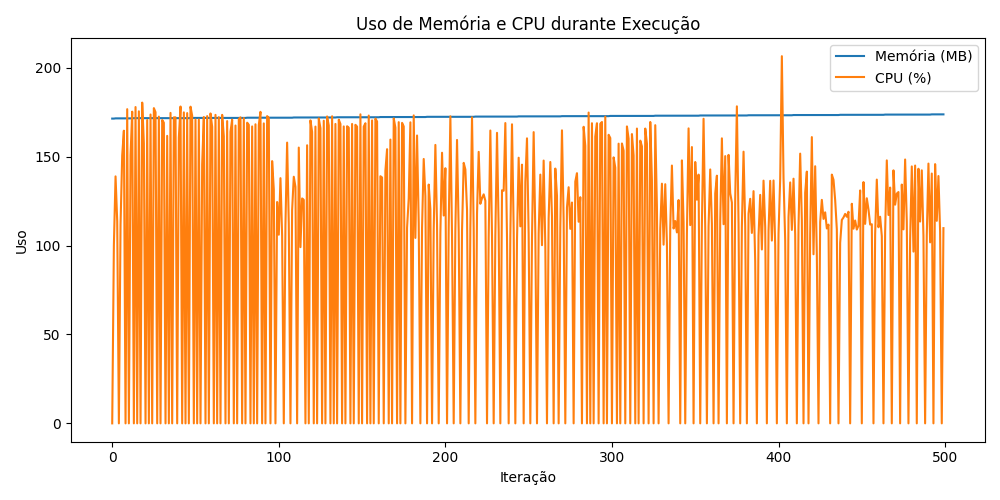 Uso de Memória e CPU durante Execução
Memória (MB)
CPU (%)
200
150
100
50
0
Uso
0 100 200 300 400 500
Iteração